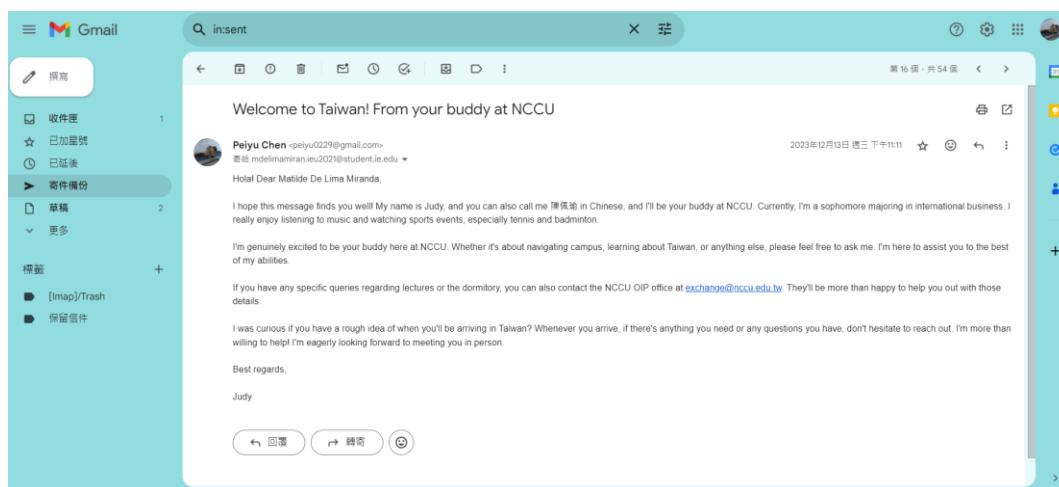 Gmail
in:sent
撰寫
第 16 個，共 54 個
收件匣 1
已加星號
已延後
寄件備份
草稿 2
更多
標籤
[Imap]/Trash
保留信件
Welcome to Taiwan! From your buddy at NCCU
Peiyu Chen <peiyu0229@gmail.com>
2023年12月13日 週三 下午11:11
寄給 mdelimamiran.ieu2021@student.ie.edu
Hola! Dear Matilde De Lima Miranda,
I hope this message finds you well! My name is Judy, and you can also call me 陳佩瑜 in Chinese, and I'll be your buddy at NCCU. Currently, I'm a sophomore majoring in international business. I
really enjoy listening to music and watching sports events, especially tennis and badminton.
I'm genuinely excited to be your buddy here at NCCU. Whether it's about navigating campus, learning about Taiwan, or anything else, please feel free to ask me. I'm here to assist you to the best
of my abilities.
If you have any specific queries regarding lectures or the dormitory, you can also contact the NCCU OIP office at exchange@nccu.edu.tw. They'll be more than happy to help you out with those
details.
I was curious if you have a rough idea of when you'll be arriving in Taiwan? Whenever you arrive, if there's anything you need or any questions you have, don't hesitate to reach out. I'm more than
willing to help! I'm eagerly looking forward to meeting you in person.
Best regards,
Judy
回覆
轉寄